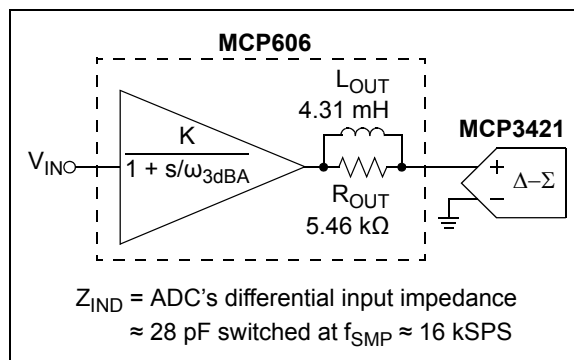 MCP606
L_OUT
4.31 mH
MCP3421
K
1 + s/ω_3dBA
V_IN
+
Δ−Σ
−
R_OUT
5.46 kΩ
Z_IND = ADC's differential input impedance
≈ 28 pF switched at f_SMP ≈ 16 kSPS